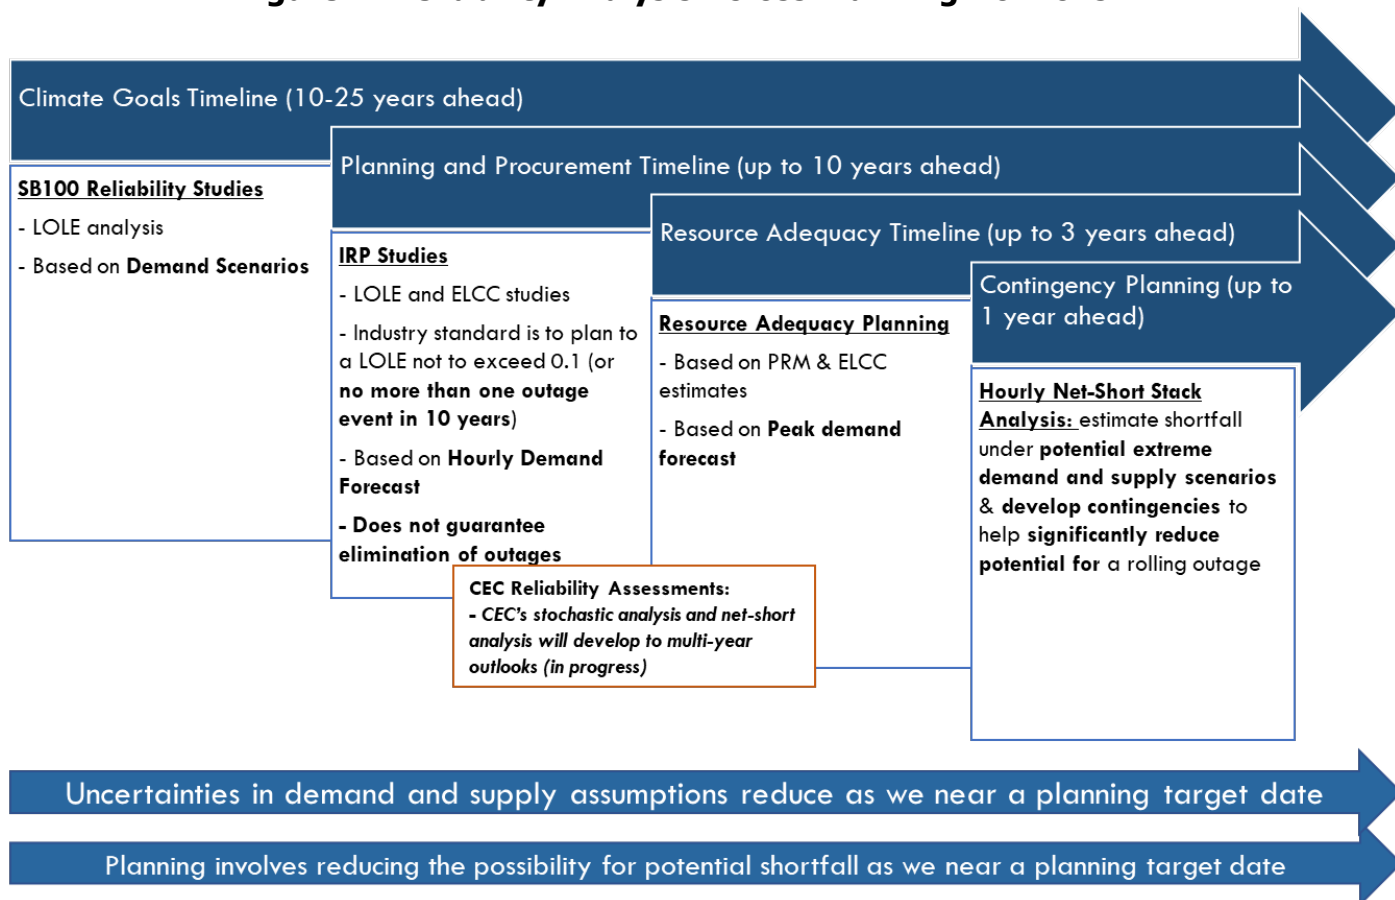 Climate Goals Timeline (10-25 years ahead)
SB100 Reliability Studies
- LOLE analysis
- Based on Demand Scenarios
Planning and Procurement Timeline (up to 10 years ahead)
IRP Studies
- LOLE and ELCC studies
- Industry standard is to plan to
a LOLE not to exceed 0.1 (or
no more than one outage
event in 10 years)
- Based on Hourly Demand
Forecast
- Does not guarantee
elimination of outages
Resource Adequacy Timeline (up to 3 years ahead)
Resource Adequacy Planning
- Based on PRM & ELCC
estimates
- Based on Peak demand
forecast
Contingency Planning (up to
1 year ahead)
Hourly Net-Short Stack
Analysis: estimate shortfall
under potential extreme
demand and supply scenarios
& develop contingencies to
help significantly reduce
potential for a rolling outage
CEC Reliability Assessments:
- CEC's stochastic analysis and net-short
analysis will develop to multi-year
outlooks (in progress)
Uncertainties in demand and supply assumptions reduce as we near a planning target date
Planning involves reducing the possibility for potential shortfall as we near a planning target date